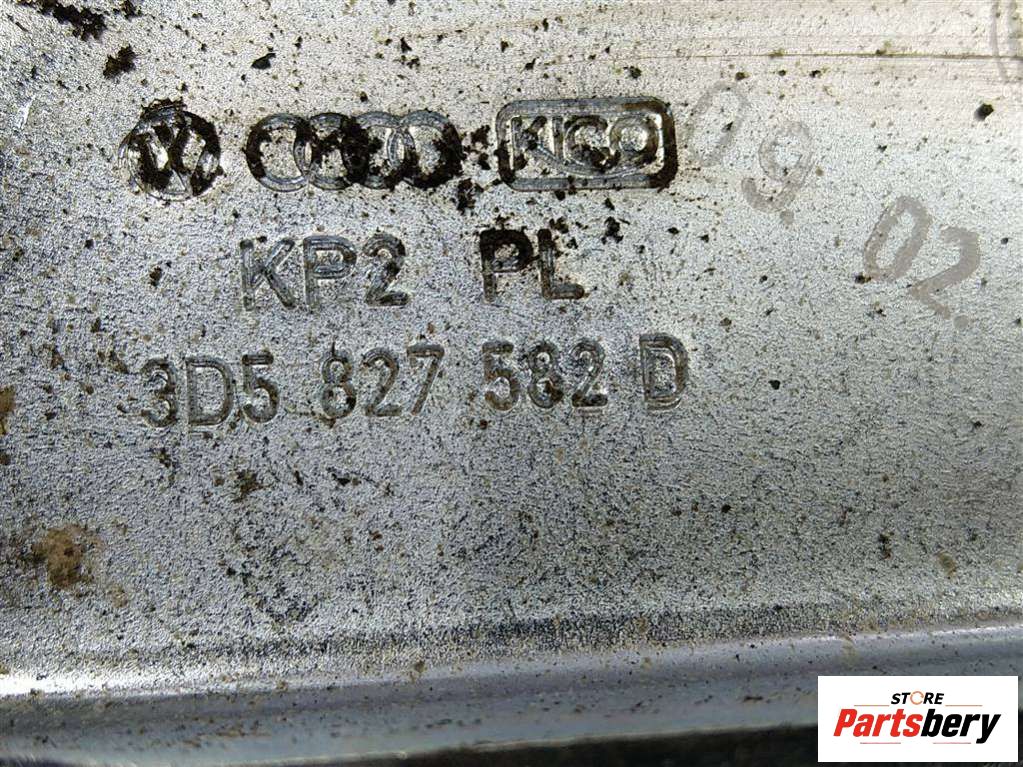 KICO
09.
02.
KP2 PL
3D5 827 582 D
STORE
Partsbery